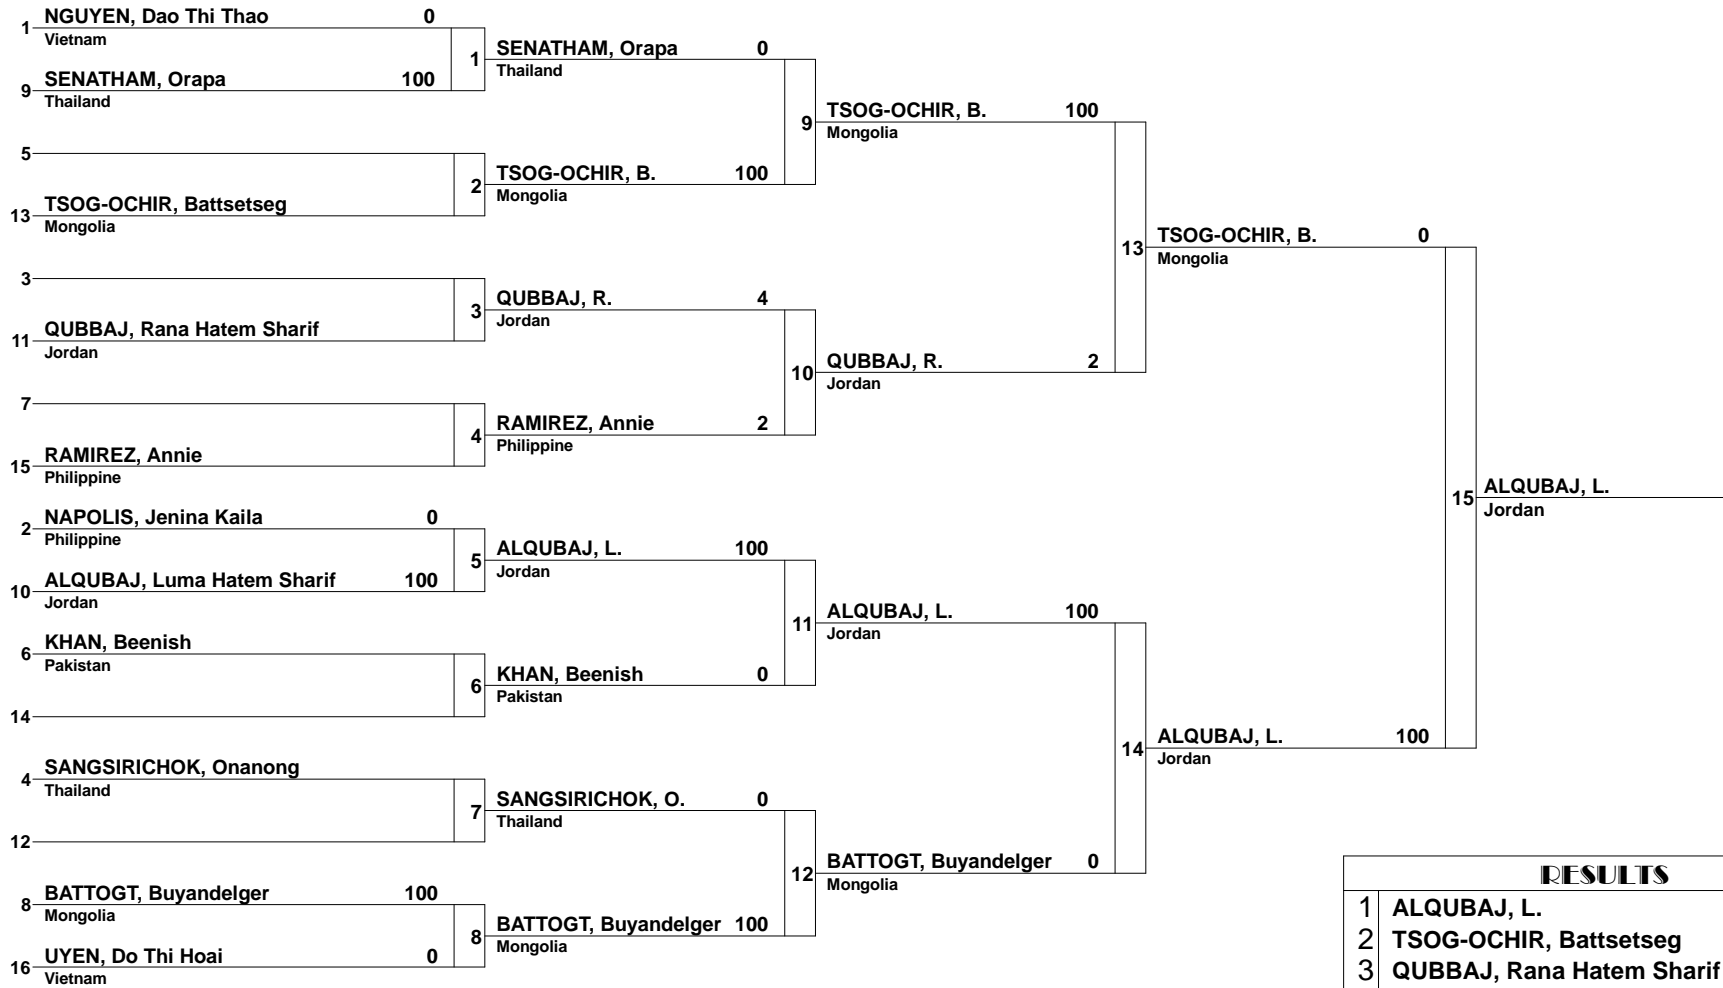 1 NGUYEN, Dao Thi Thao 0
Vietnam
9 SENATHAM, Orapa 100
Thailand
5
13 TSOG-OCHIR, Battsetseg
Mongolia
3
11 QUBBAJ, Rana Hatem Sharif
Jordan
7
15 RAMIREZ, Annie
Philippine
2 NAPOLIS, Jenina Kaila 0
Philippine
10 ALQUBAJ, Luma Hatem Sharif 100
Jordan
6 KHAN, Beenish
Pakistan
14
4 SANGSIRICHOK, Onanong
Thailand
12
8 BATTOGT, Buyandelger 100
Mongolia
16 UYEN, Do Thi Hoai 0
Vietnam
1 SENATHAM, Orapa 0
Thailand
2 TSOG-OCHIR, B. 100
Mongolia
3 QUBBAJ, R. 4
Jordan
4 RAMIREZ, Annie 2
Philippine
5 ALQUBAJ, L. 100
Jordan
6 KHAN, Beenish 0
Pakistan
7 SANGSIRICHOK, O. 0
Thailand
8 BATTOGT, Buyandelger 100
Mongolia
9 TSOG-OCHIR, B. 100
Mongolia
10 QUBBAJ, R. 2
Jordan
11 ALQUBAJ, L. 100
Jordan
12 BATTOGT, Buyandelger 0
Mongolia
13 TSOG-OCHIR, B. 0
Mongolia
14 ALQUBAJ, L. 100
Jordan
15 ALQUBAJ, L.
Jordan
RESULTS
1 ALQUBAJ, L.
2 TSOG-OCHIR, Battsetseg
3 QUBBAJ, Rana Hatem Sharif